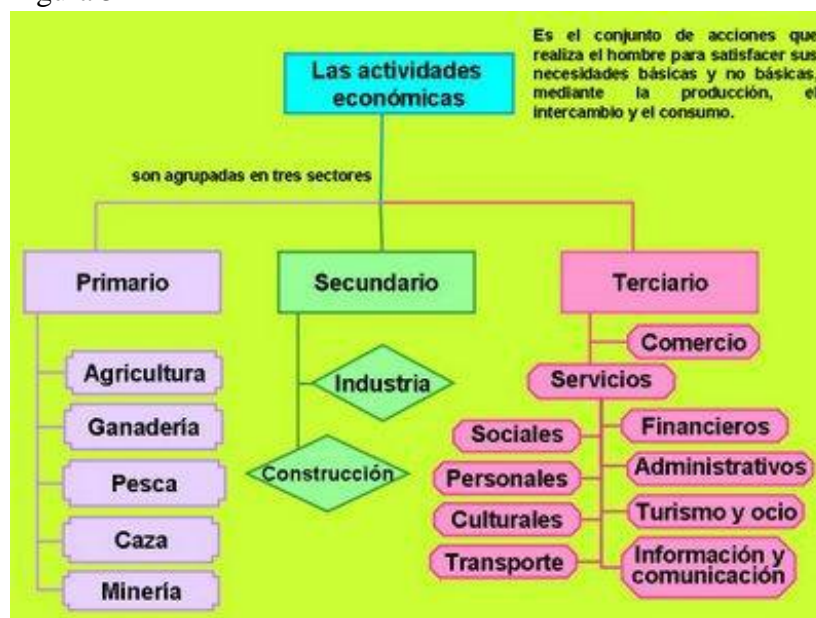 Es el conjunto de acciones que
realiza el hombre para satisfacer sus
necesidades básicas y no básicas,
mediante la producción, el
intercambio y el consumo.
Las actividades
económicas
son agrupadas en tres sectores
Primario
Agricultura
Ganadería
Pesca
Caza
Minería
Secundario
Industria
Construcción
Terciario
Comercio
Servicios
Sociales
Personales
Culturales
Transporte
Financieros
Administrativos
Turismo y ocio
Información y
comunicación